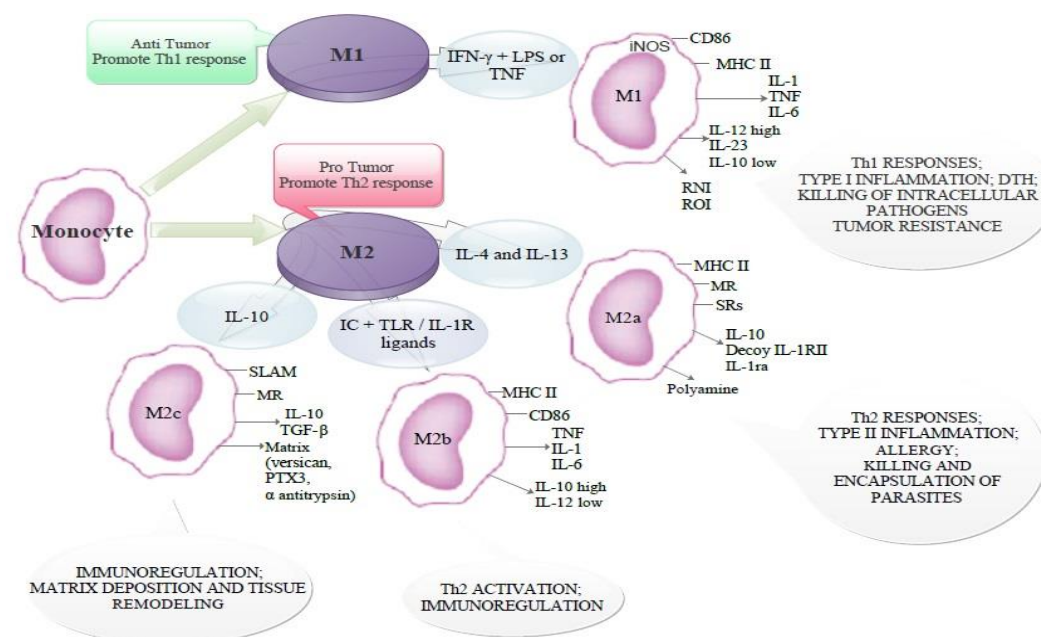 Anti Tumor
Promote Th1 response
M1
IFN-γ + LPS or
TNF
iNOS
CD86
MHC II
M1
IL-1
TNF
IL-6
IL-12 high
IL-23
IL-10 low
RNI
ROI
Th1 RESPONSES;
TYPE I INFLAMMATION; DTH;
KILLING OF INTRACELLULAR
PATHOGENS
TUMOR RESISTANCE
Pro Tumor
Promote Th2 response
Monocyte
M2
IL-4 and IL-13
IL-10
IC + TLR / IL-1R
ligands
MHC II
MR
SRs
M2a
IL-10
Decoy IL-1RII
IL-1ra
Polyamine
Th2 RESPONSES;
TYPE II INFLAMMATION;
ALLERGY;
KILLING AND
ENCAPSULATION OF
PARASITES
SLAM
MR
M2c
IL-10
TGF-β
Matrix
(versican,
PTX3,
α antitrypsin)
MHC II
CD86
M2b
TNF
IL-1
IL-6
IL-10 high
IL-12 low
IMMUNOREGULATION;
MATRIX DEPOSITION AND TISSUE
REMODELING
Th2 ACTIVATION;
IMMUNOREGULATION